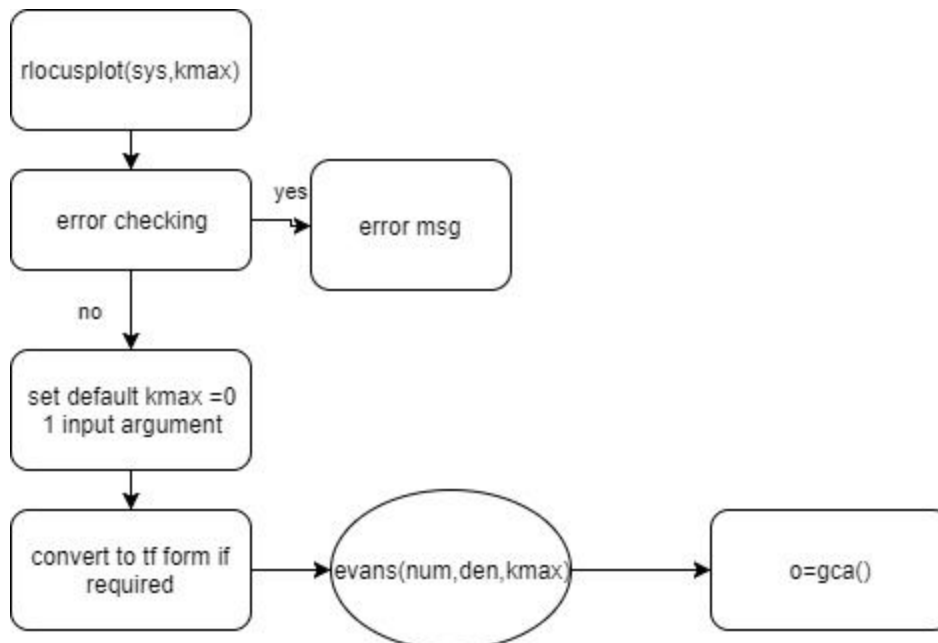 rlocusplot(sys,kmax)
error checking
yes
error msg
no
set default kmax =0
1 input argument
convert to tf form if
required
evans(num,den,kmax)
o=gca()